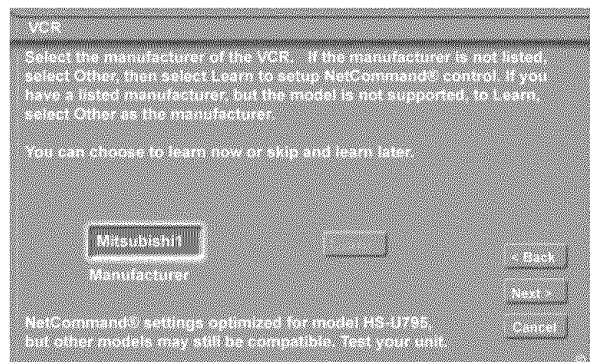 VCR
Select the manufacturer of the VCR. If the manufacturer is not listed,
select Other, then select Learn to setup NetCommand® control. If you
have a listed manufacturer, but the model is not supported, to Learn,
select Other as the manufacturer.
You can choose to learn now or skip and learn later.
Mitsubishi1
Manufacturer
< Back
Next >
NetCommand® settings optimized for model HS-U795,
but other models may still be compatible. Test your unit.
Cancel